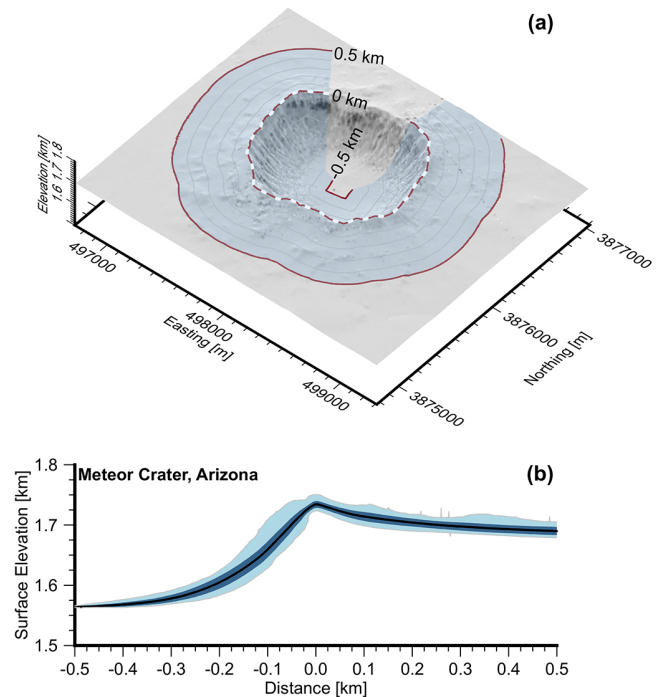 (a)
0.5 km
0 km
-0.5 km
Elevation [km]
1.6 1.7 1.8
497000
498000
499000
Easting [m]
3877000
3876000
3875000
Northing [m]
(b)
Meteor Crater, Arizona
Surface Elevation [km]
1.8
1.7
1.6
1.5
-0.5 -0.4 -0.3 -0.2 -0.1 0.0 0.1 0.2 0.3 0.4 0.5
Distance [km]